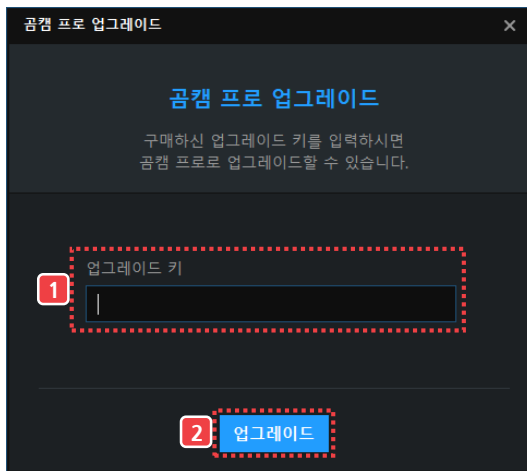 곰캠 프로 업그레이드
곰캠 프로 업그레이드
구매하신 업그레이드 키를 입력하시면
곰캠 프로로 업그레이드할 수 있습니다.
업그레이드 키
1
2 업그레이드